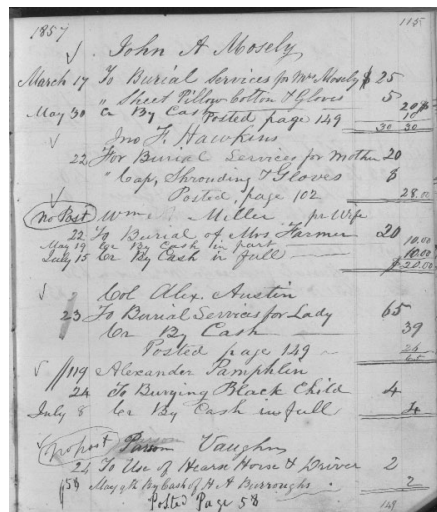 1857 115
John A Mosely
March 17 To Burial Services for Mrs Mosely $ 25
" Sheet Pillow Cotton & Gloves 5
May 30 Cr By Cash 20
Posted page 149 10
30 30
Jno F. Hawkins
22 For Burial Services for Mother 20
" Cap, Shrouding & Gloves 8
Posted, page 102 28.00
no Post Wm Miller pr Wife
22 To Burial of Mrs Farmer 20
May 19 Cr By Cash in part 10.00
July 15 Cr By Cash in full 10.00
$20.00
Col Alex. Austin
23 To Burial Services for Lady 65
Cr By Cash 39
Posted page 149 26
119 Alexander Pamphlin
24 To Burying Black Child 4
July 8 Cr By Cash in full 4
no post Parson Vaughn
24 To Use of Hearse Horse & Driver 2
p58 May 9th By Cash of H A Burroughs 2
Posted Page 58 149